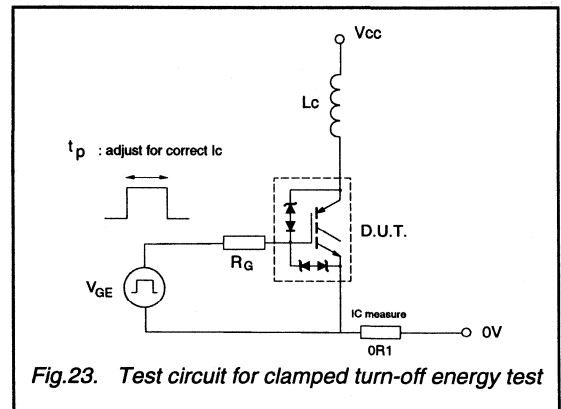 Vcc
Lc
tp : adjust for correct Ic
D.U.T.
RG
VGE
IC measure
0V
0R1
Fig.23. Test circuit for clamped turn-off energy test